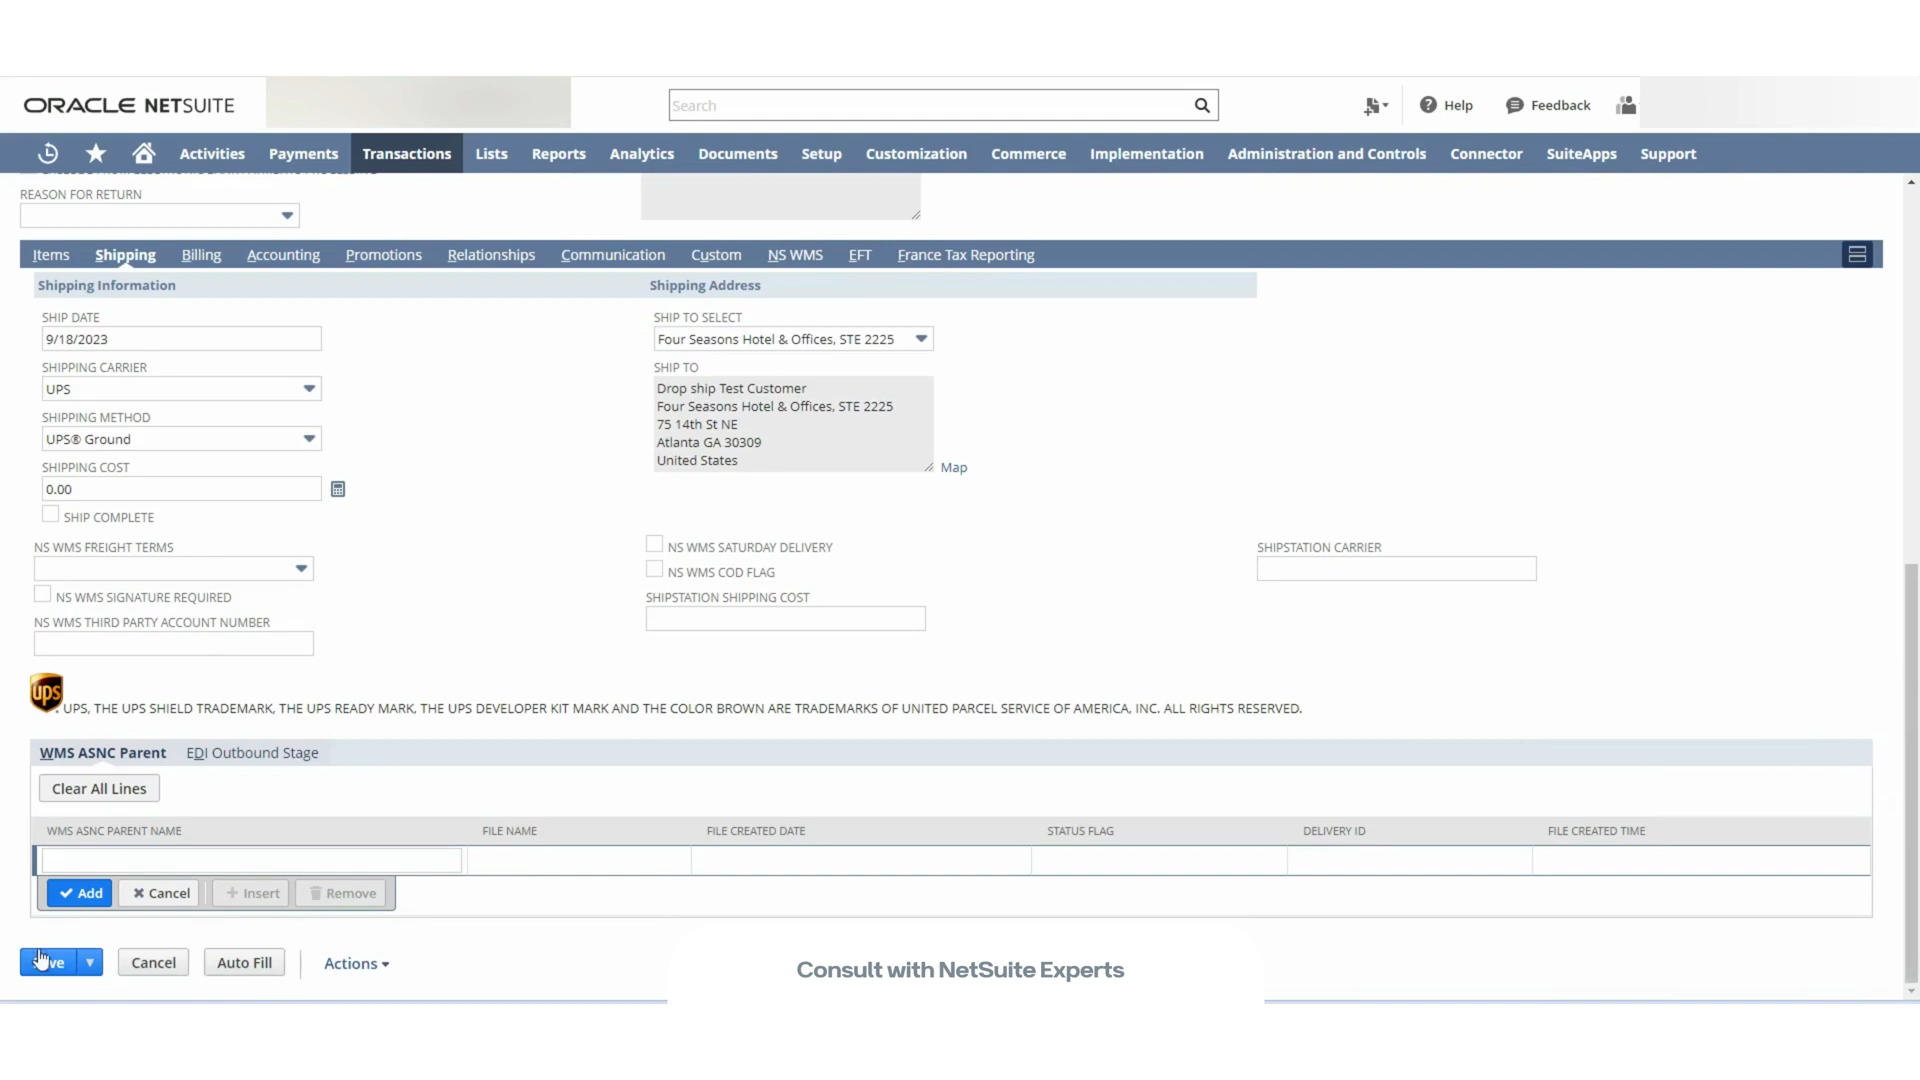 ORACLE NETSUITE
Search
Help
Feedback
Activities Payments Transactions Lists Reports Analytics Documents Setup Customization Commerce Implementation Administration and Controls Connector SuiteApps Support
REASON FOR RETURN
Items Shipping Billing Accounting Promotions Relationships Communication Custom NS WMS EFT France Tax Reporting
Shipping Information
Shipping Address
SHIP DATE
9/18/2023
SHIPPING CARRIER
UPS
SHIPPING METHOD
UPS® Ground
SHIPPING COST
0.00
SHIP COMPLETE
SHIP TO SELECT
Four Seasons Hotel & Offices, STE 2225
SHIP TO
Drop ship Test Customer
Four Seasons Hotel & Offices, STE 2225
75 14th St NE
Atlanta GA 30309
United States
Map
NS WMS FREIGHT TERMS
NS WMS SIGNATURE REQUIRED
NS WMS THIRD PARTY ACCOUNT NUMBER
NS WMS SATURDAY DELIVERY
NS WMS COD FLAG
SHIPSTATION SHIPPING COST
SHIPSTATION CARRIER
ups
UPS, THE UPS SHIELD TRADEMARK, THE UPS READY MARK, THE UPS DEVELOPER KIT MARK AND THE COLOR BROWN ARE TRADEMARKS OF UNITED PARCEL SERVICE OF AMERICA, INC. ALL RIGHTS RESERVED.
WMS ASNC Parent EDI Outbound Stage
Clear All Lines
WMS ASNC PARENT NAME FILE NAME FILE CREATED DATE STATUS FLAG DELIVERY ID FILE CREATED TIME
Add Cancel Insert Remove
Cancel Auto Fill Actions
Consult with NetSuite Experts